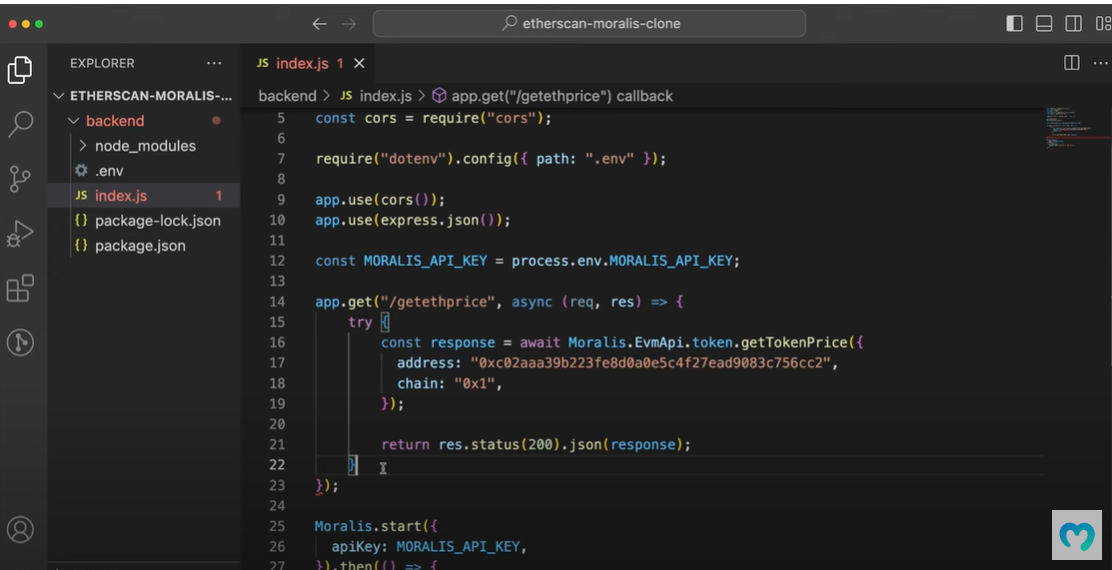 etherscan-moralis-clone
EXPLORER
ETHERSCAN-MORALIS-...
backend
node_modules
.env
JS index.js 1
{} package-lock.json
{} package.json
JS index.js 1
backend > JS index.js > app.get("/getethprice") callback
5 const cors = require("cors");
6
7 require("dotenv").config({ path: ".env" });
8
9 app.use(cors());
10 app.use(express.json());
11
12 const MORALIS_API_KEY = process.env.MORALIS_API_KEY;
13
14 app.get("/getethprice", async (req, res) => {
15 try {
16 const response = await Moralis.EvmApi.token.getTokenPrice({
17 address: "0xc02aaa39b223fe8d0a0e5c4f27ead9083c756cc2",
18 chain: "0x1",
19 });
20
21 return res.status(200).json(response);
22 }
23 });
24
25 Moralis.start({
26 apiKey: MORALIS_API_KEY,
27 }).then(() => {